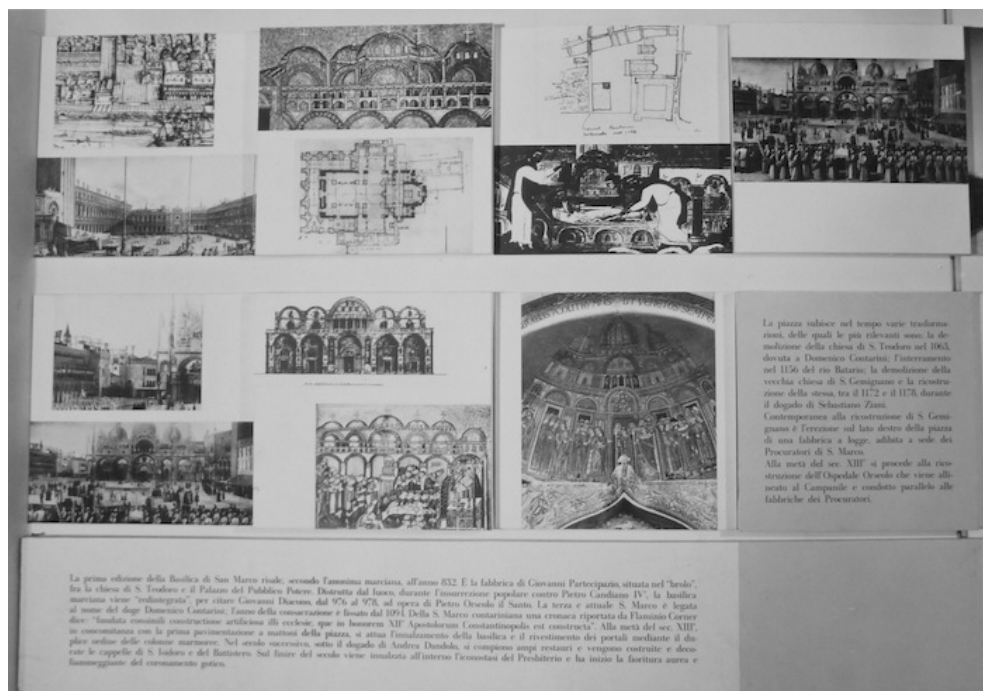 La piazza subisce nel tempo varie trasforma-
zioni, delle quali le più rilevanti sono: la de-
molizione della chiesa di S. Teodoro nel 1063,
dovuta a Domenico Contarini; l'interramento
nel 1156 del rio Batario; la demolizione della
vecchia chiesa di S. Gemignano e la ricostru-
zione della stessa, tra il 1172 e il 1178, durante
il dogado di Sebastiano Ziani.
Contemporanea alla ricostruzione di S. Gemi-
gnano è l'erezione sul lato destro della piazza
di una fabbrica a logge, adibita a sede dei
Procuratori di S. Marco.
Alla metà del sec. XIII° si procede alla rico-
struzione dell'Ospedale Orseolo che viene alli-
neato al Campanile e condotto parallelo alle
fabbriche dei Procuratori.
La prima edizione della Basilica di San Marco risale, secondo l'anonima marciana, all'anno 832. È la fabbrica di Giovanni Partecipazio, situata nel "brolo",
fra la chiesa di S. Teodoro e il Palazzo del Pubblico Potere. Distrutta dal fuoco, durante l'insurrezione popolare contro Pietro Candiano IV°, la basilica
marciana viene "redintegrata", per citare Giovanni Diacono, dal 976 al 978, ad opera di Pietro Orseolo il Santo. La terza e attuale S. Marco è legata
al nome del doge Domenico Contarini; l'anno della consacrazione è fissato dal 1094. Della S. Marco contariniana una cronaca riportata da Flaminio Corner
dice: "fundata consimili constructione artificiosa illi ecclesie, que in honorem XII Apostolorum Constantinopolis est constructa". Alla metà del sec. XIII°,
in concomitanza con la prima pavimentazione a mattoni della piazza, si attua l'innalzamento della basilica e il rivestimento dei portali mediante il du-
plice ordine delle colonne marmoree. Nel secolo successivo, sotto il dogado di Andrea Dandolo, si compiono ampi restauri e vengono costruite e deco-
rate le cappelle di S. Isidoro e del Battistero. Sul finire del secolo viene innalzata all'interno l'iconostasi del Presbiterio e ha inizio la fioritura aurea e
fiammeggiante del coronamento gotico.